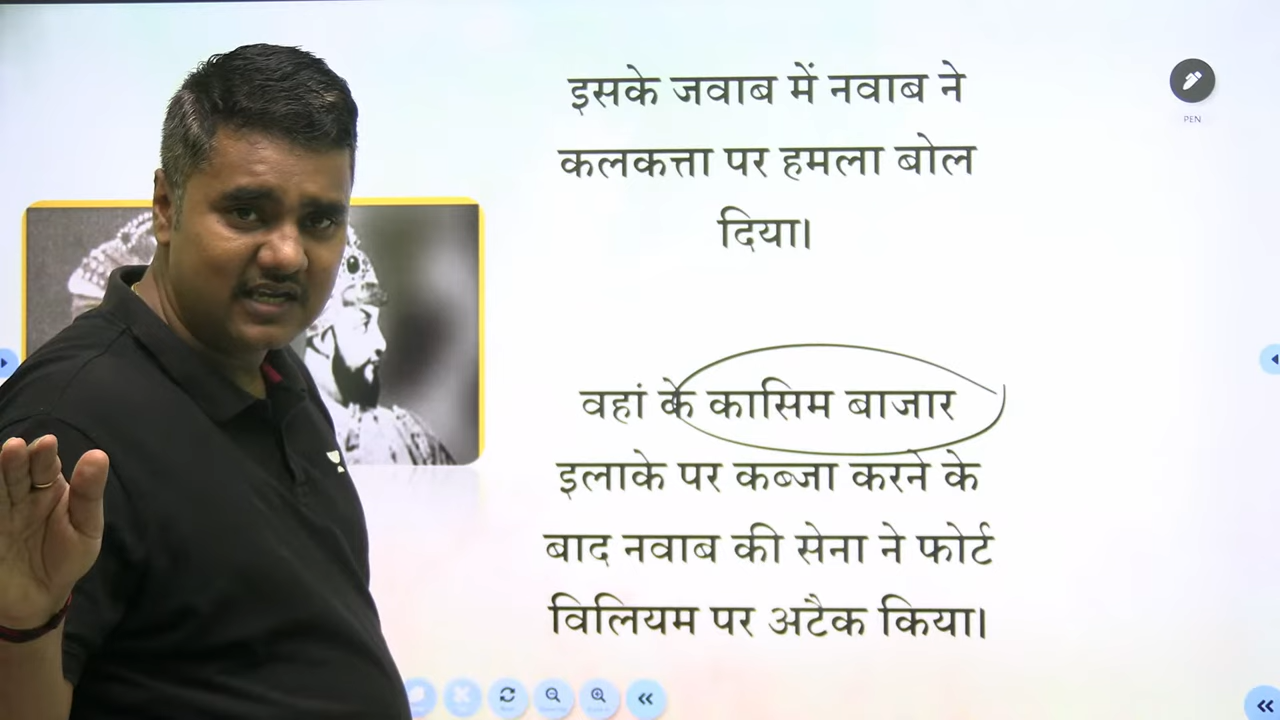 इसके जवाब में नवाब ने
कलकत्ता पर हमला बोल
दिया।
PEN
वहां के कासिम बाजार
इलाके पर कब्जा करने के
बाद नवाब की सेना ने फोर्ट
विलियम पर अटैक किया।